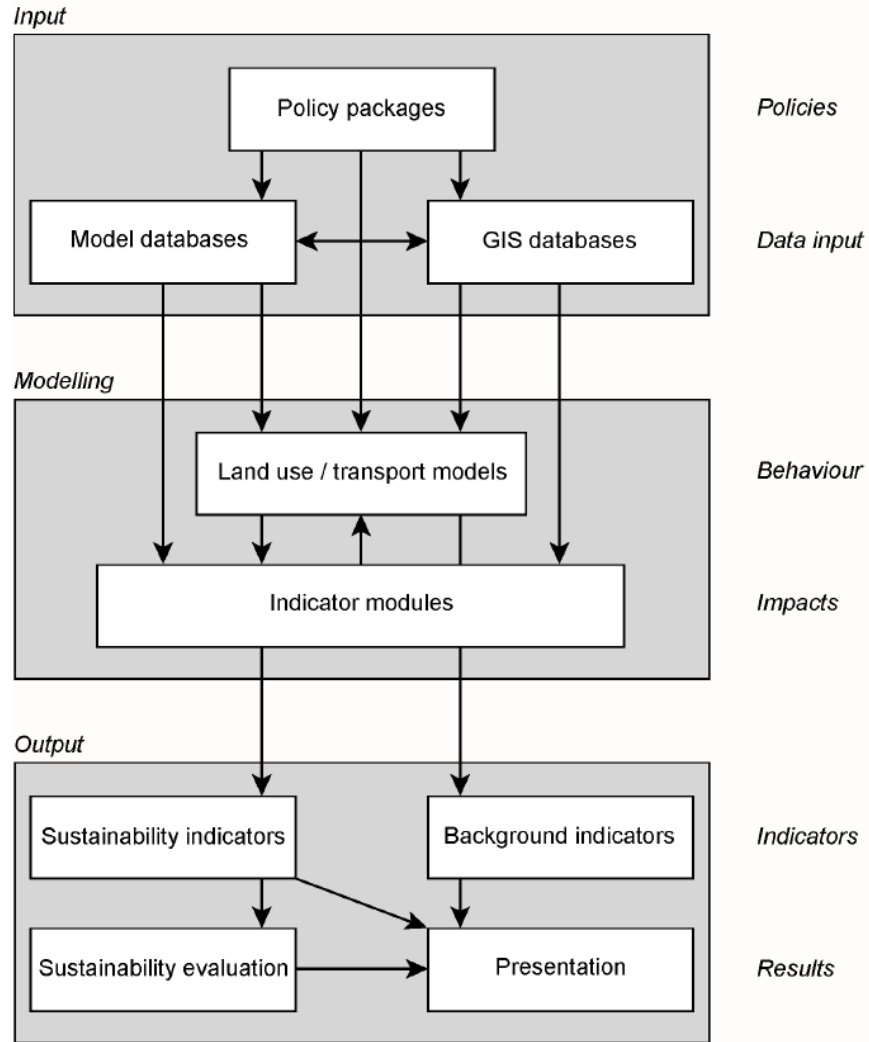 Input
Policy packages
Policies
Model databases
GIS databases
Data input
Modelling
Land use / transport models
Behaviour
Indicator modules
Impacts
Output
Sustainability indicators
Background indicators
Indicators
Sustainability evaluation
Presentation
Results